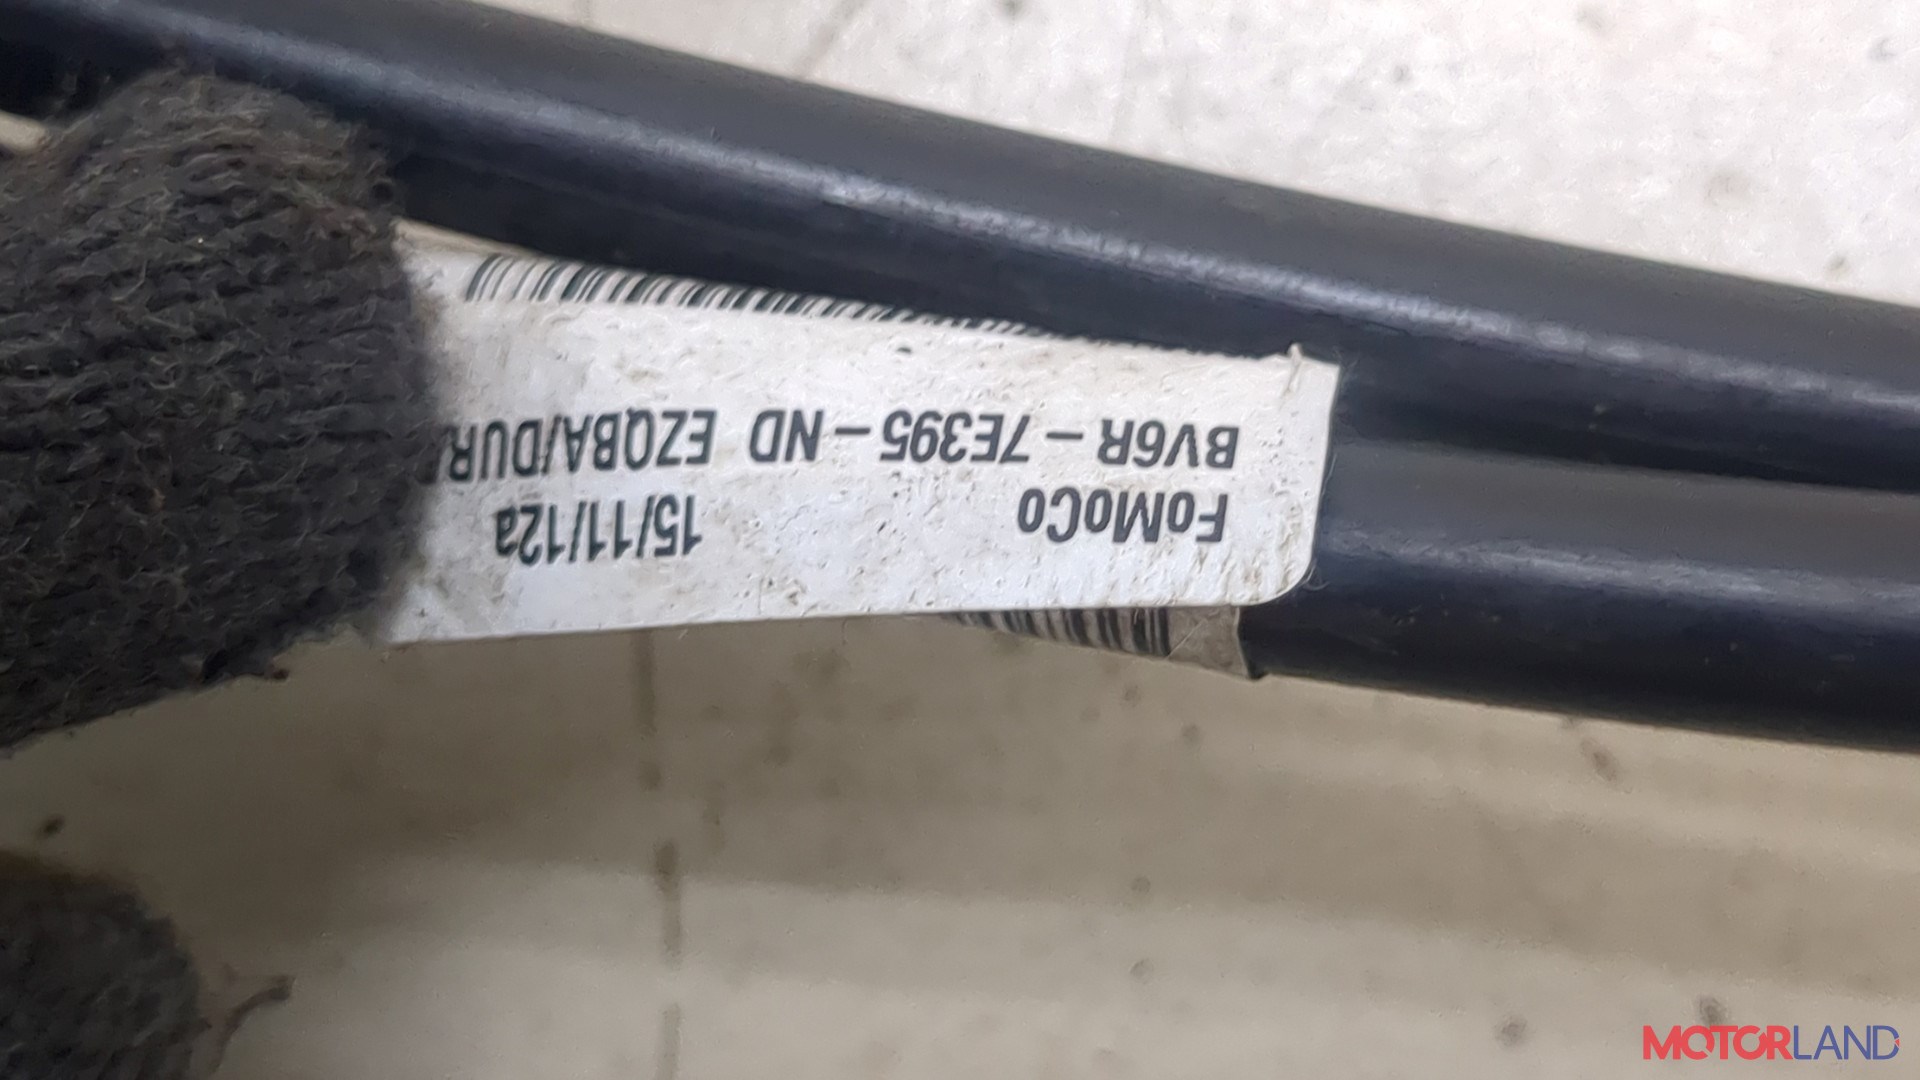 FoMoCo 15/11/12a
BV6R - 7E395 - ND EZQBA/DUR
MOTORLAND